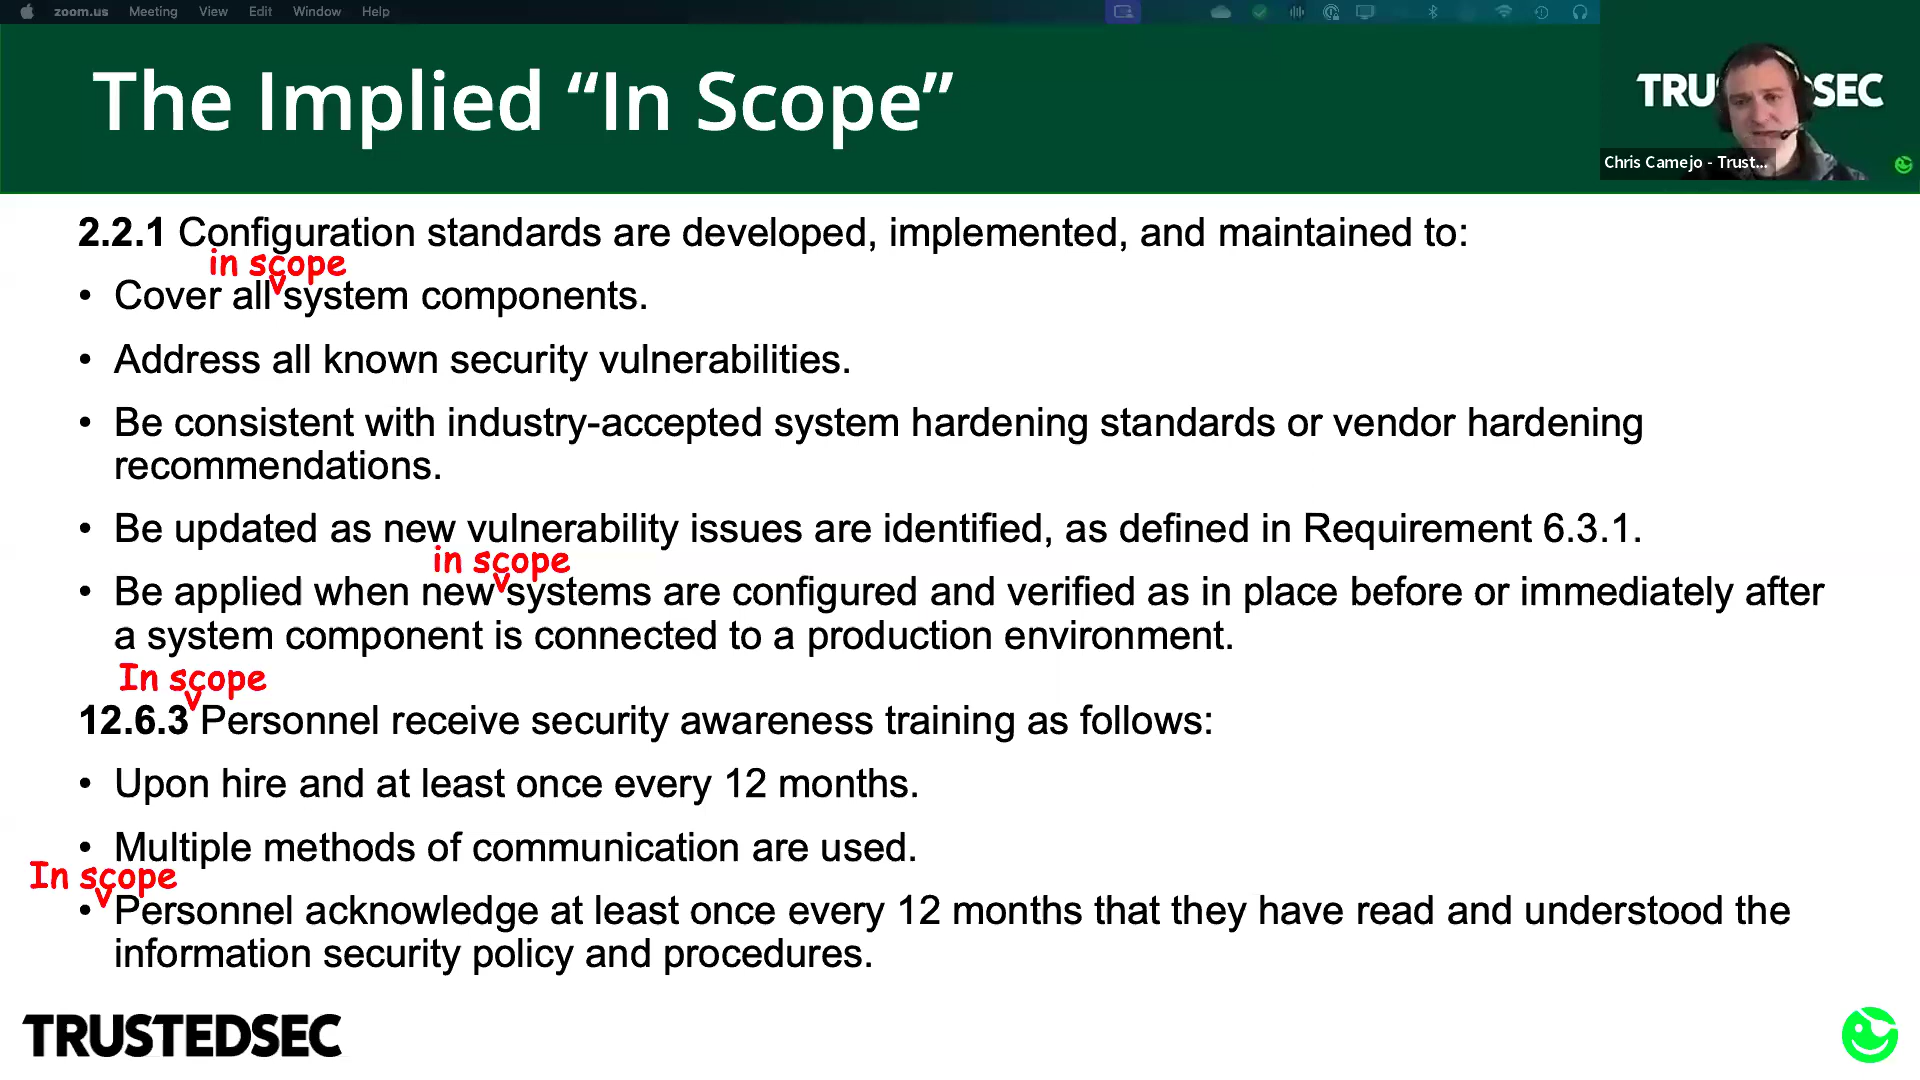 zoom.us Meeting View Edit Window Help
The Implied “In Scope”
TRUSTEDSEC
Chris Camejo - Trust...
2.2.1 Configuration standards are developed, implemented, and maintained to:
in scope
• Cover all system components.
• Address all known security vulnerabilities.
• Be consistent with industry-accepted system hardening standards or vendor hardening
recommendations.
• Be updated as new vulnerability issues are identified, as defined in Requirement 6.3.1.
in scope
• Be applied when new systems are configured and verified as in place before or immediately after
a system component is connected to a production environment.
In scope
12.6.3 Personnel receive security awareness training as follows:
• Upon hire and at least once every 12 months.
• Multiple methods of communication are used.
In scope
• Personnel acknowledge at least once every 12 months that they have read and understood the
information security policy and procedures.
TRUSTEDSEC